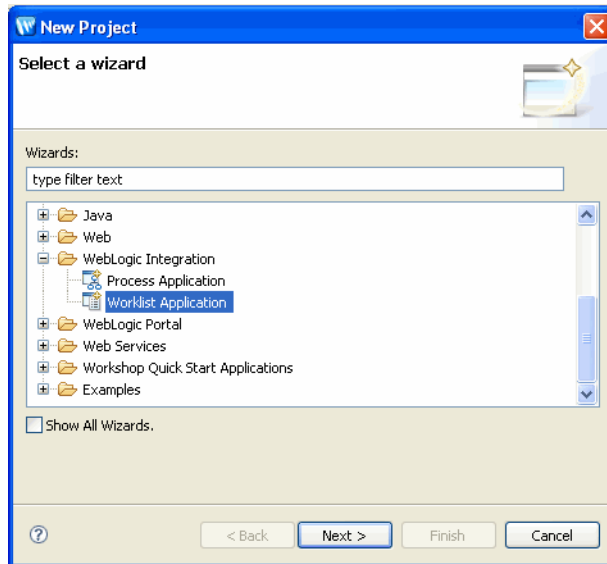 New Project
Select a wizard
Wizards:
type filter text
Java
Web
WebLogic Integration
Process Application
Worklist Application
WebLogic Portal
Web Services
Workshop Quick Start Applications
Examples
Show All Wizards.
< Back Next > Finish Cancel